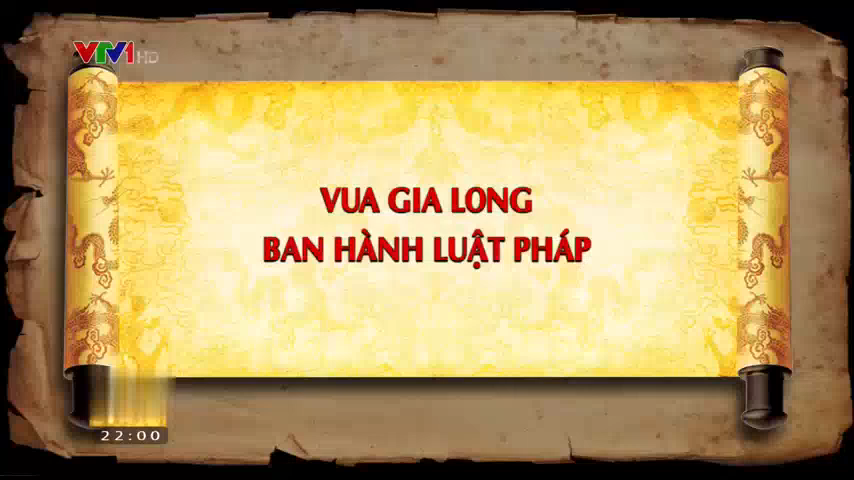 VTV1 HD
VUA GIA LONG
BAN HÀNH LUẬT PHÁP
22:00